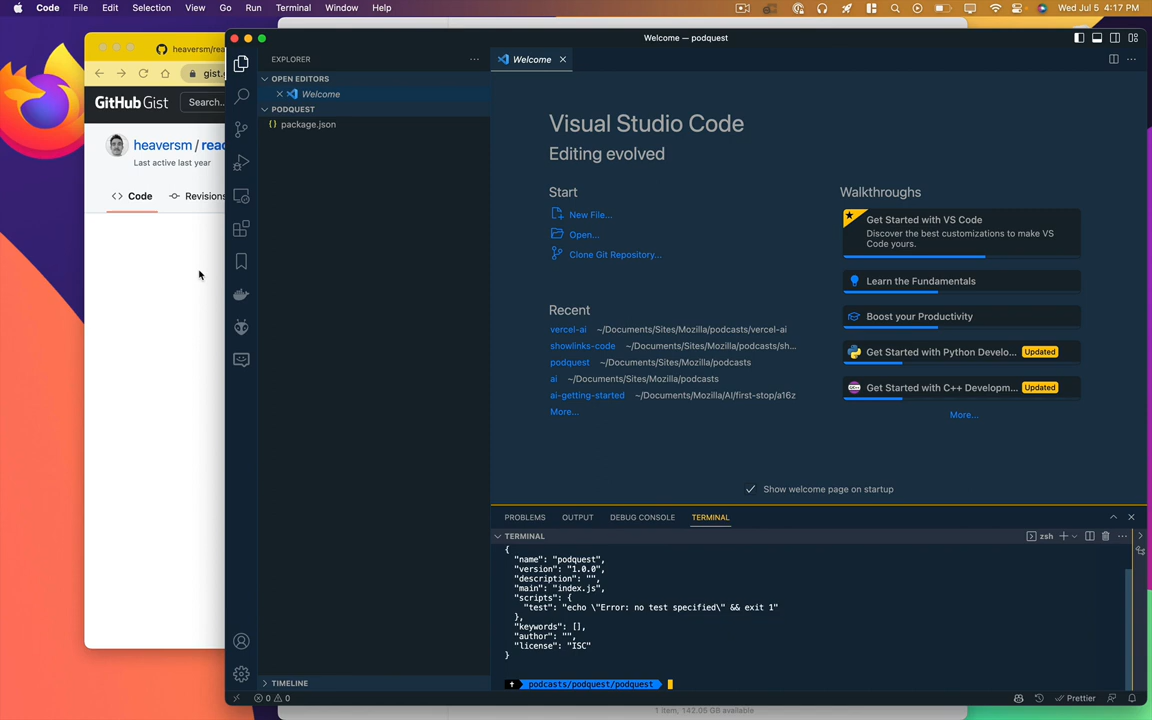 Code File Edit Selection View Go Run Terminal Window Help Wed Jul 5 4:17 PM
heaversm/rea
gist.g
GitHub Gist Search...
heaversm / reac
Last active last year
Code Revisions
Welcome — podquest
EXPLORER
OPEN EDITORS
Welcome
PODQUEST
package.json
TIMELINE
Welcome
Visual Studio Code
Editing evolved
Start
New File...
Open...
Clone Git Repository...
Recent
vercel-ai ~/Documents/Sites/Mozilla/podcasts/vercel-ai
showlinks-code ~/Documents/Sites/Mozilla/podcasts/sh...
podquest ~/Documents/Sites/Mozilla/podcasts
ai ~/Documents/Sites/Mozilla/podcasts
ai-getting-started ~/Documents/Mozilla/AI/first-stop/a16z
More...
Walkthroughs
Get Started with VS Code
Discover the best customizations to make VS
Code yours.
Learn the Fundamentals
Boost your Productivity
Get Started with Python Develo... Updated
Get Started with C++ Developm... Updated
More...
Show welcome page on startup
PROBLEMS OUTPUT DEBUG CONSOLE TERMINAL
TERMINAL
zsh
{
"name": "podquest",
"version": "1.0.0",
"description": "",
"main": "index.js",
"scripts": {
"test": "echo \"Error: no test specified\" && exit 1"
},
"keywords": [],
"author": "",
"license": "ISC"
}
podcasts/podquest/podquest
0 0
Prettier
1 item, 142.05 GB available